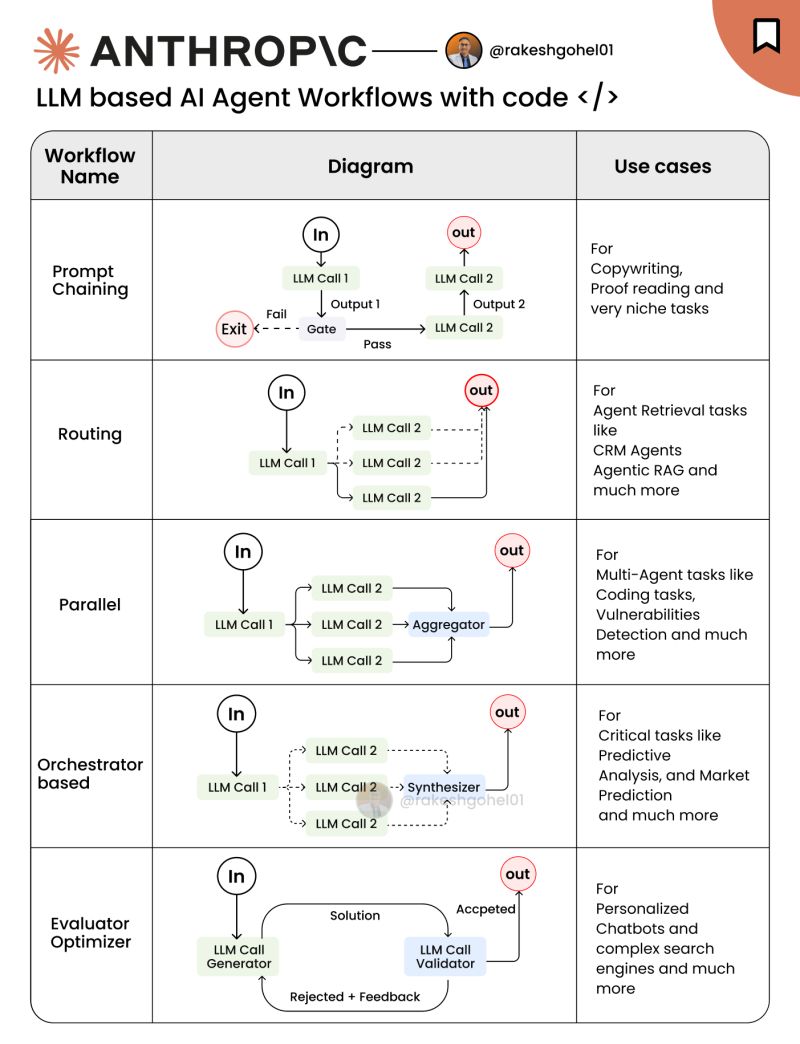 ANTHROP\C
@rakeshgohel01
LLM based AI Agent Workflows with code </>
Workflow
Name
Diagram
Use cases
Prompt
Chaining
In
LLM Call 1
Output 1
Gate
Fail
Exit
Pass
LLM Call 2
Output 2
LLM Call 2
out
For
Copywriting,
Proof reading and
very niche tasks
Routing
In
LLM Call 1
LLM Call 2
LLM Call 2
LLM Call 2
out
For
Agent Retrieval tasks
like
CRM Agents
Agentic RAG and
much more
Parallel
In
LLM Call 1
LLM Call 2
LLM Call 2
LLM Call 2
Aggregator
out
For
Multi-Agent tasks like
Coding tasks,
Vulnerabilities
Detection and much
more
Orchestrator
based
In
LLM Call 1
LLM Call 2
LLM Call 2
LLM Call 2
Synthesizer
out
@rakeshgohel01
For
Critical tasks like
Predictive
Analysis, and Market
Prediction
and much more
Evaluator
Optimizer
In
LLM Call
Generator
Solution
LLM Call
Validator
Rejected + Feedback
Accpeted
out
For
Personalized
Chatbots and
complex search
engines and much
more